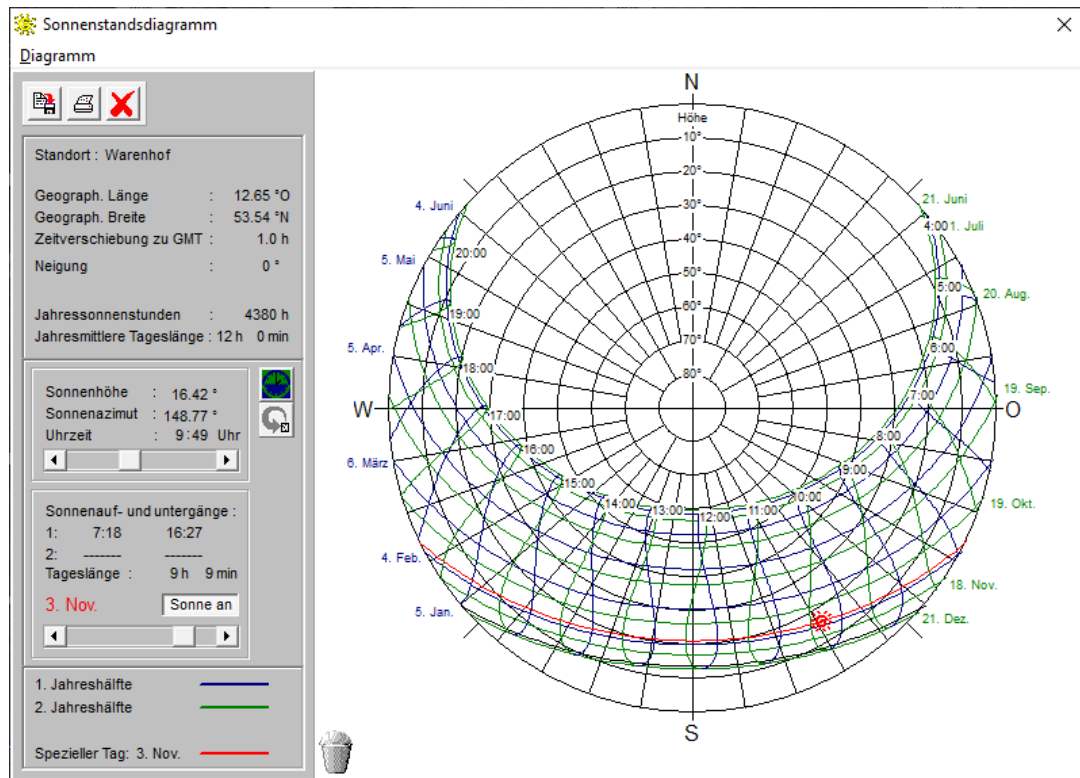 Sonnenstandsdiagramm
Diagramm
Standort : Warenhof
Geograph. Länge : 12.65 °O
Geograph. Breite : 53.54 °N
Zeitverschiebung zu GMT : 1.0 h
Neigung : 0 °
Jahressonnenstunden : 4380 h
Jahresmittlere Tageslänge : 12 h 0 min
Sonnenhöhe : 16.42 °
Sonnenazimut : 148.77 °
Uhrzeit : 9:49 Uhr
Sonnenauf- und untergänge :
1: 7:18 16:27
2: ------- -------
Tageslänge : 9 h 9 min
3. Nov. Sonne an
1. Jahreshälfte
2. Jahreshälfte
Spezieller Tag: 3. Nov.
N
Höhe
10°
20°
30°
40°
50°
60°
70°
80°
4. Juni
5. Mai
5. Apr.
W
6. März
4. Feb.
5. Jan.
21. Juni
1. Juli
20. Aug.
19. Sep.
O
19. Okt.
18. Nov.
21. Dez.
S
20:00
19:00
18:00
17:00
16:00
15:00
14:00
13:00
12:00
11:00
10:00
9:00
8:00
7:00
6:00
5:00
4:00